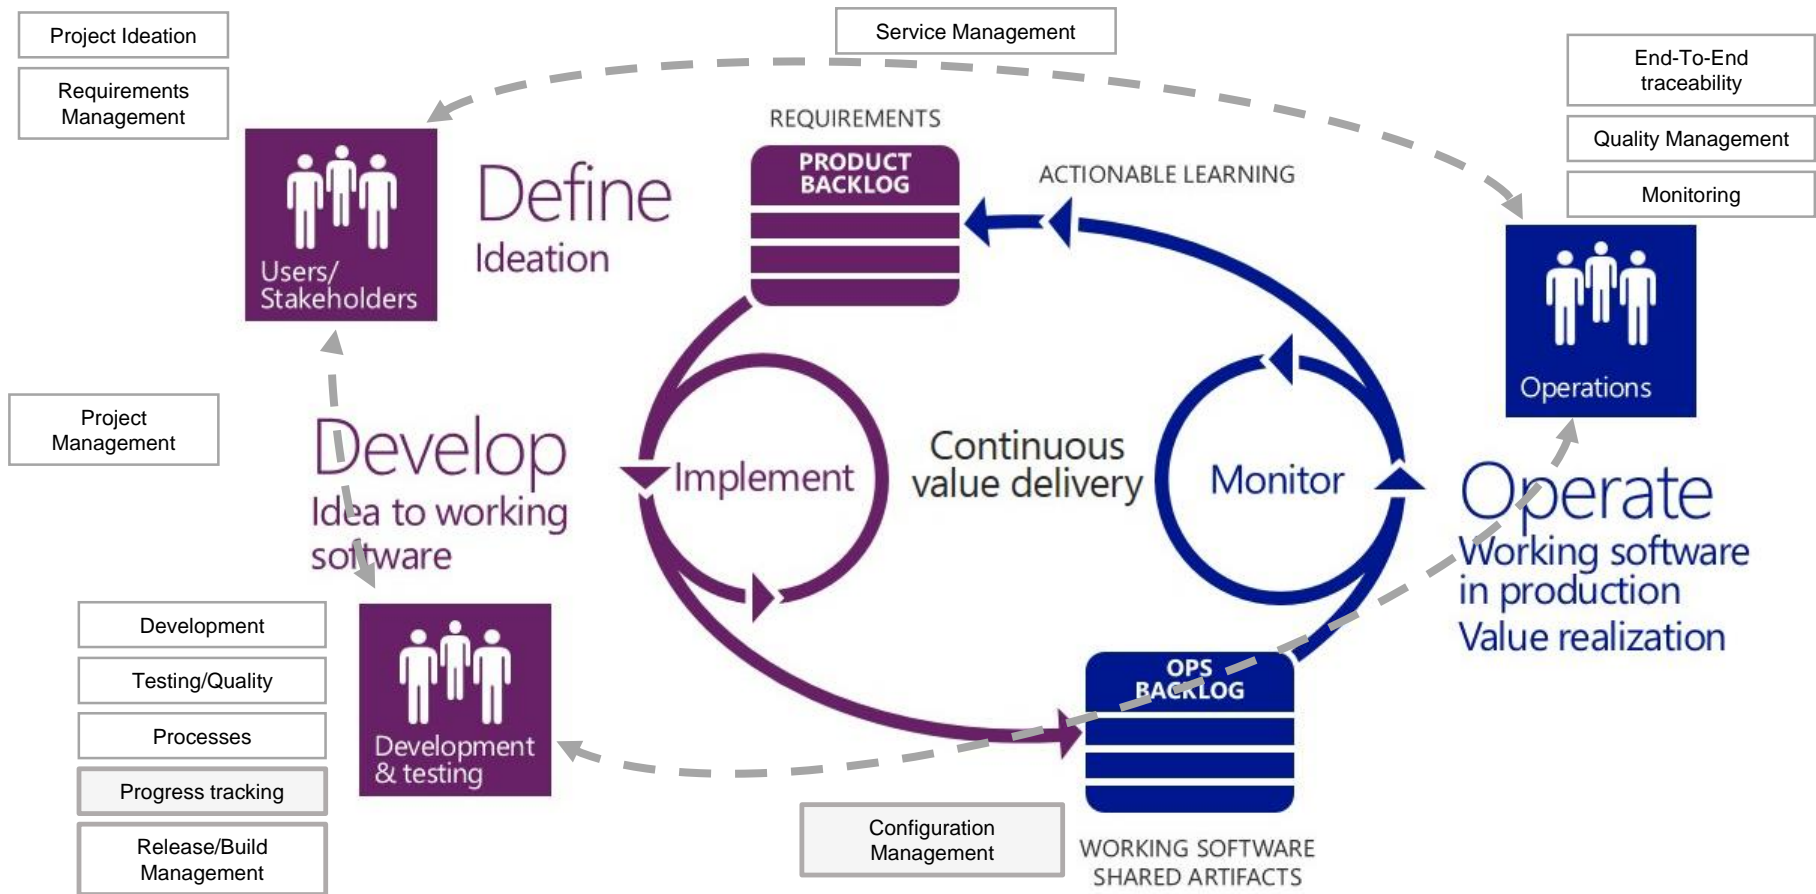 Project Ideation
Requirements
Management
Service Management
End-To-End
traceability
Quality Management
Monitoring
REQUIREMENTS
PRODUCT
BACKLOG
ACTIONABLE LEARNING
Users/
Stakeholders
Define
Ideation
Operations
Project
Management
Develop
Idea to working
software
Implement
Continuous
value delivery
Monitor
Operate
Working software
in production
Value realization
Development
Testing/Quality
Processes
Progress tracking
Release/Build
Management
Development
& testing
OPS
BACKLOG
Configuration
Management
WORKING SOFTWARE
SHARED ARTIFACTS